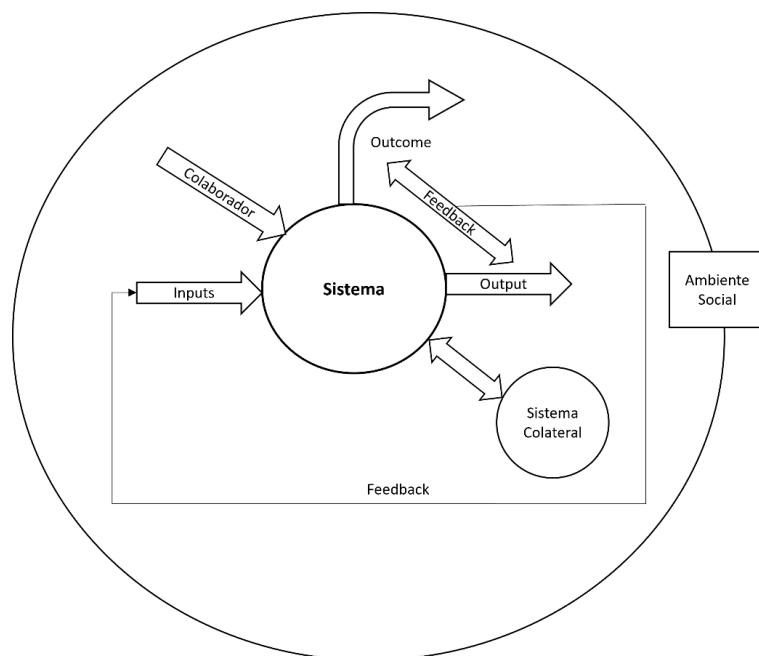 Outcome
Colaborador
Feedback
Inputs
Sistema
Output
Ambiente
Social
Sistema
Colateral
Feedback